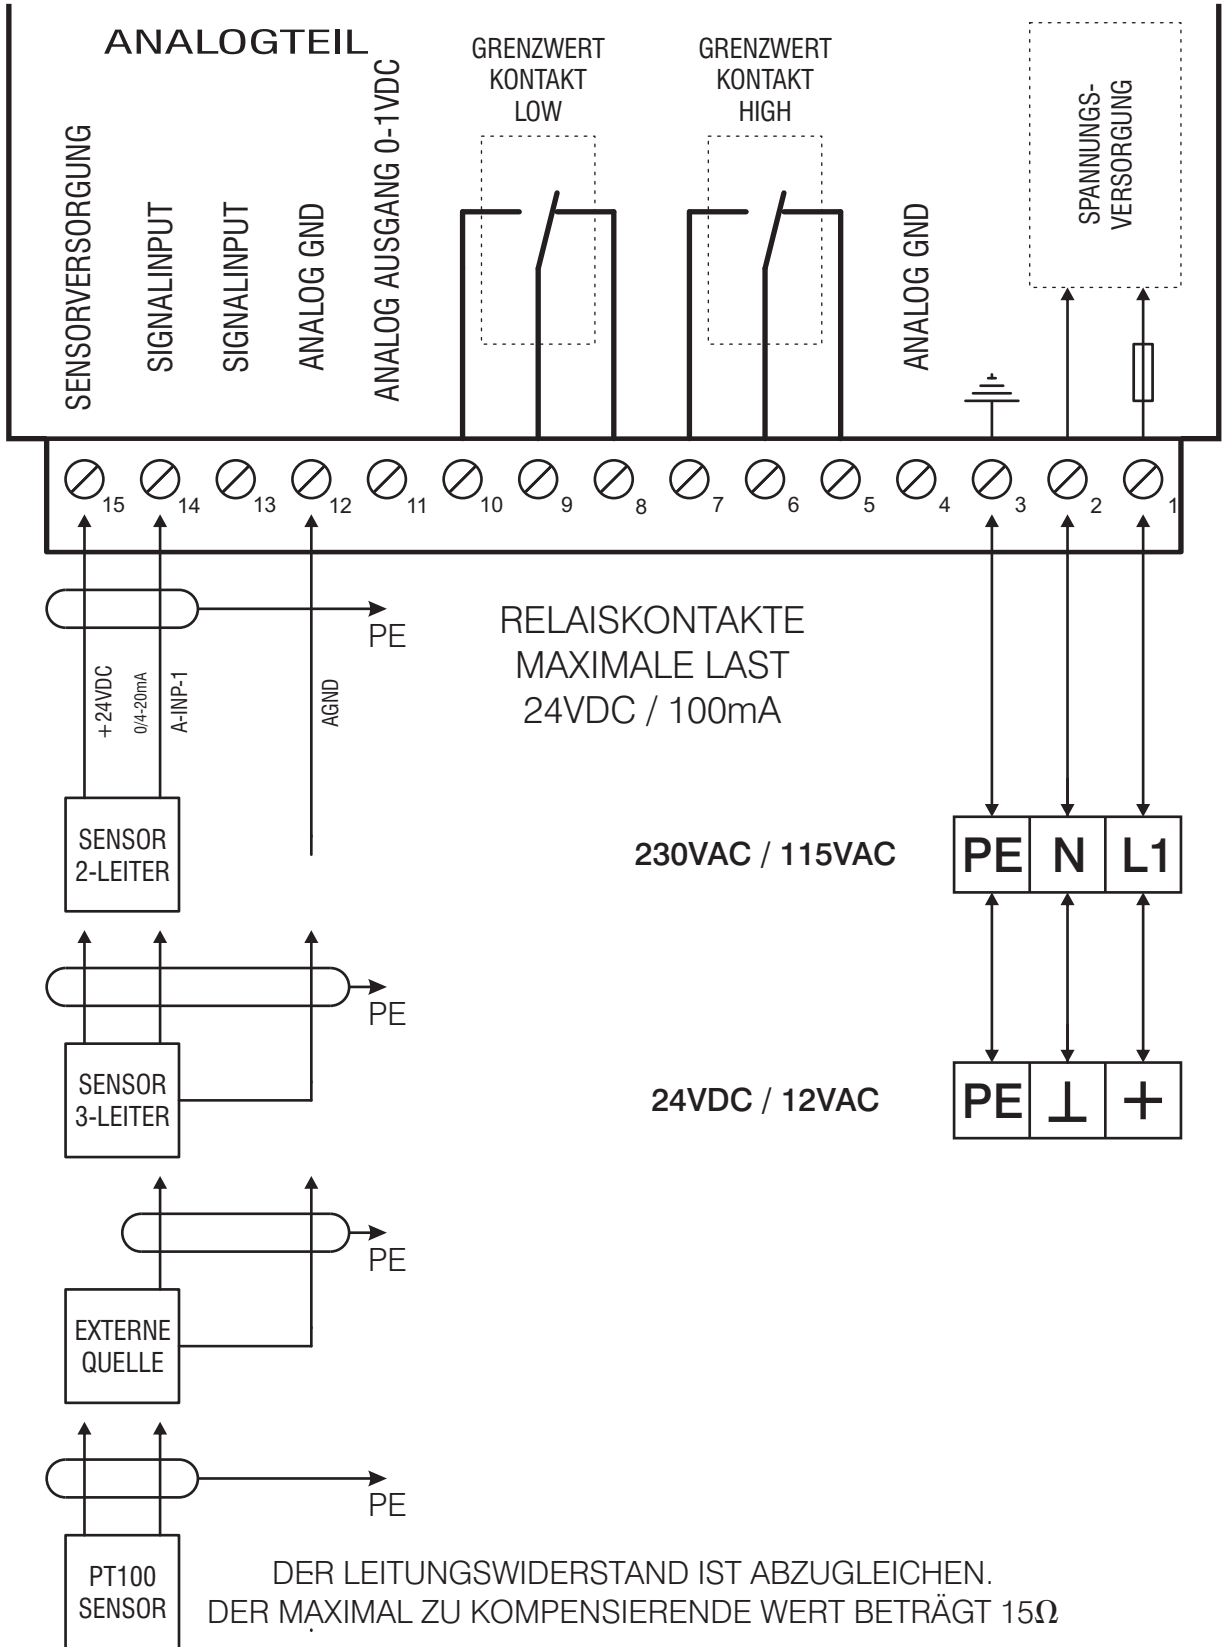 ANALOGTEIL
GRENZWERT
KONTAKT
LOW
GRENZWERT
KONTAKT
HIGH
SENSORVERSORGUNG
SIGNALINPUT
SIGNALINPUT
ANALOG GND
ANALOG AUSGANG 0-1VDC
ANALOG GND
SPANNUNGS-
VERSORGUNG
15 14 13 12 11 10 9 8 7 6 5 4 3 2 1
PE
+24VDC
0/4-20mA
A-INP-1
AGND
RELAISKONTAKTE
MAXIMALE LAST
24VDC / 100mA
SENSOR
2-LEITER
230VAC / 115VAC
PE N L1
PE
SENSOR
3-LEITER
24VDC / 12VAC
PE ⊥ +
PE
EXTERNE
QUELLE
PE
PT100
SENSOR
DER LEITUNGSWIDERSTAND IST ABZUGLEICHEN.
DER MAXIMAL ZU KOMPENSIERENDE WERT BETRÄGT 15Ω